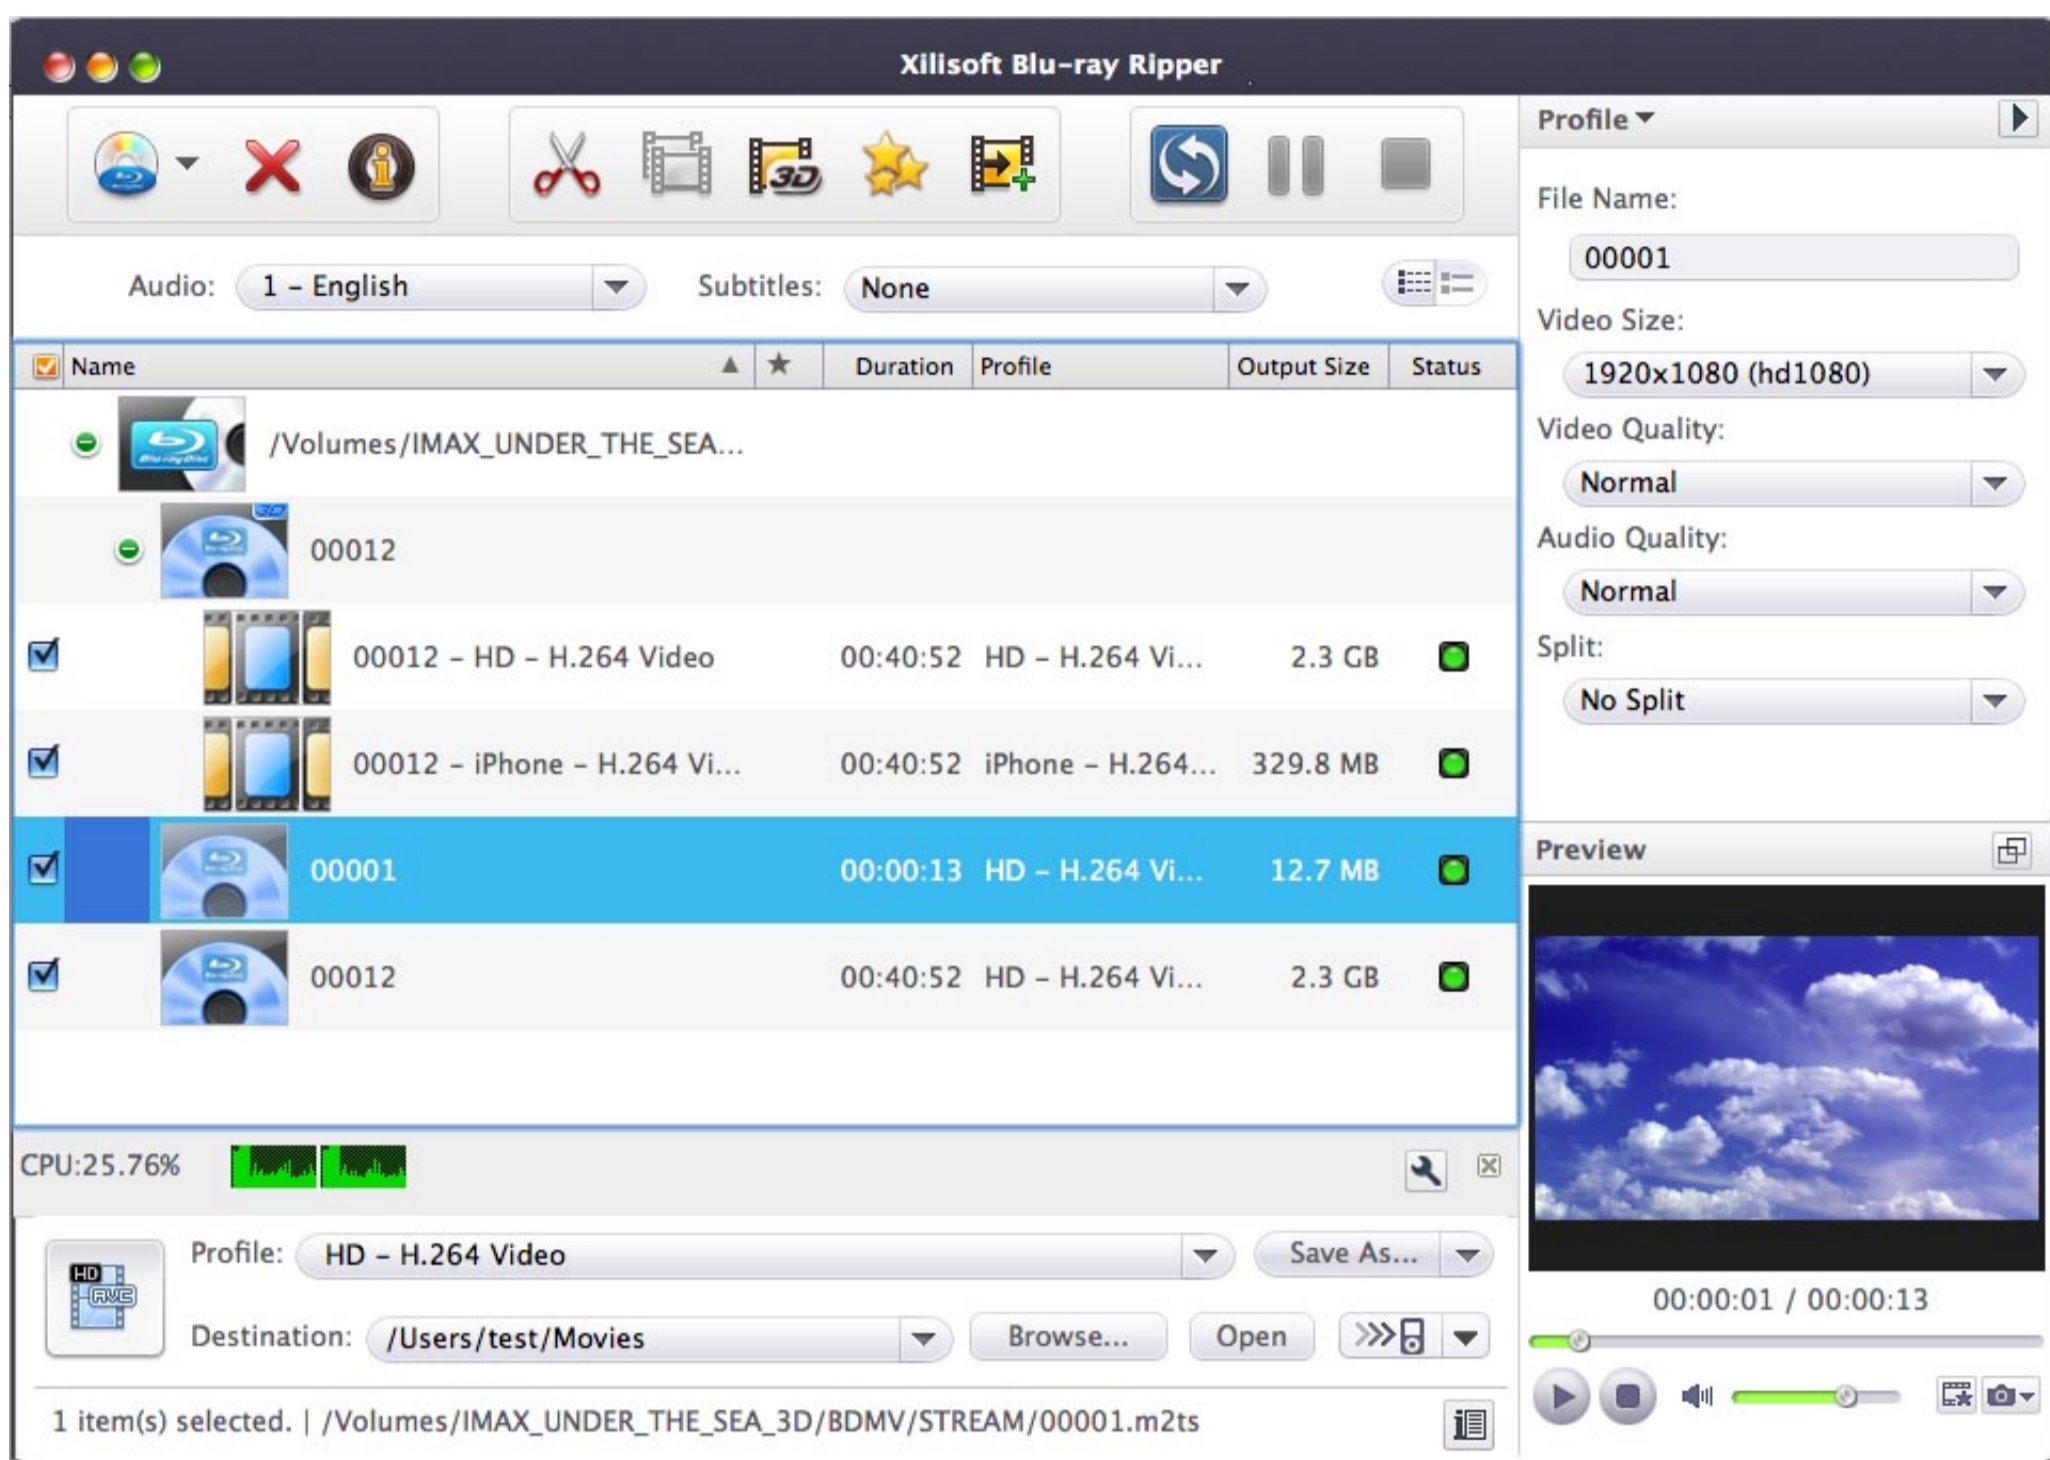 Xilisoft Blu-ray Ripper
3D
Audio: 1 – English Subtitles: None
Name Duration Profile Output Size Status
/Volumes/IMAX_UNDER_THE_SEA...
00012
00012 – HD – H.264 Video 00:40:52 HD – H.264 Vi... 2.3 GB
00012 – iPhone – H.264 Vi... 00:40:52 iPhone – H.264... 329.8 MB
00001 00:00:13 HD – H.264 Vi... 12.7 MB
00012 00:40:52 HD – H.264 Vi... 2.3 GB
CPU:25.76%
HD
AVC
Profile: HD – H.264 Video Save As...
Destination: /Users/test/Movies Browse... Open
1 item(s) selected. | /Volumes/IMAX_UNDER_THE_SEA_3D/BDMV/STREAM/00001.m2ts
Profile
File Name:
00001
Video Size:
1920x1080 (hd1080)
Video Quality:
Normal
Audio Quality:
Normal
Split:
No Split
Preview
00:00:01 / 00:00:13